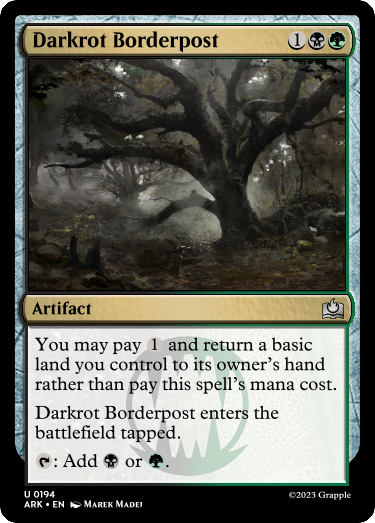 Darkrot Borderpost 1
Artifact
You may pay 1 and return a basic
land you control to its owner's hand
rather than pay this spell's mana cost.
Darkrot Borderpost enters the
battlefield tapped.
: Add or .
U 0194
ARK • EN Marek Madej
©2023 Grapple